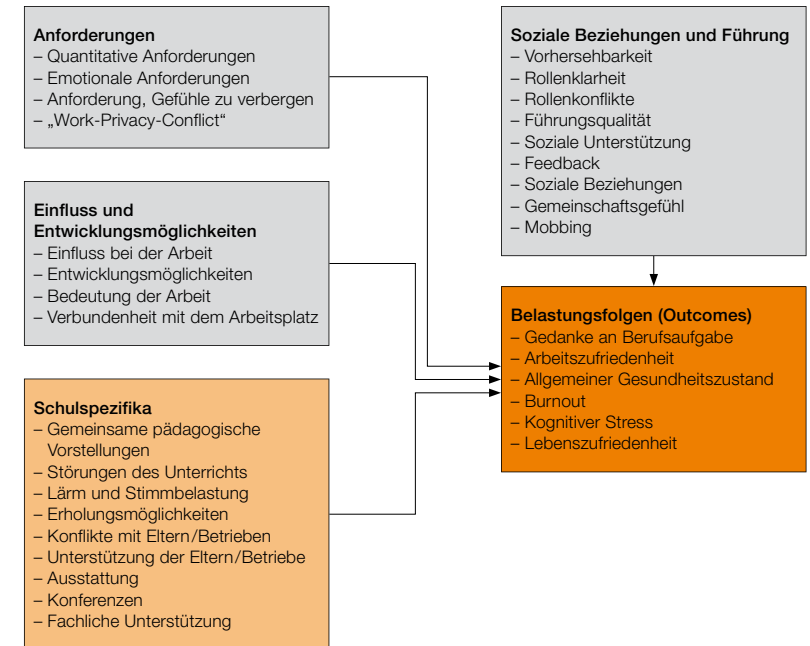 Anforderungen
– Quantitative Anforderungen
– Emotionale Anforderungen
– Anforderung, Gefühle zu verbergen
– „Work-Privacy-Conflict“
Einfluss und
Entwicklungsmöglichkeiten
– Einfluss bei der Arbeit
– Entwicklungsmöglichkeiten
– Bedeutung der Arbeit
– Verbundenheit mit dem Arbeitsplatz
Schulspezifika
– Gemeinsame pädagogische
Vorstellungen
– Störungen des Unterrichts
– Lärm und Stimmbelastung
– Erholungsmöglichkeiten
– Konflikte mit Eltern/Betrieben
– Unterstützung der Eltern/Betriebe
– Ausstattung
– Konferenzen
– Fachliche Unterstützung
Soziale Beziehungen und Führung
– Vorhersehbarkeit
– Rollenklarheit
– Rollenkonflikte
– Führungsqualität
– Soziale Unterstützung
– Feedback
– Soziale Beziehungen
– Gemeinschaftsgefühl
– Mobbing
Belastungsfolgen (Outcomes)
– Gedanke an Berufsaufgabe
– Arbeitszufriedenheit
– Allgemeiner Gesundheitszustand
– Burnout
– Kognitiver Stress
– Lebenszufriedenheit